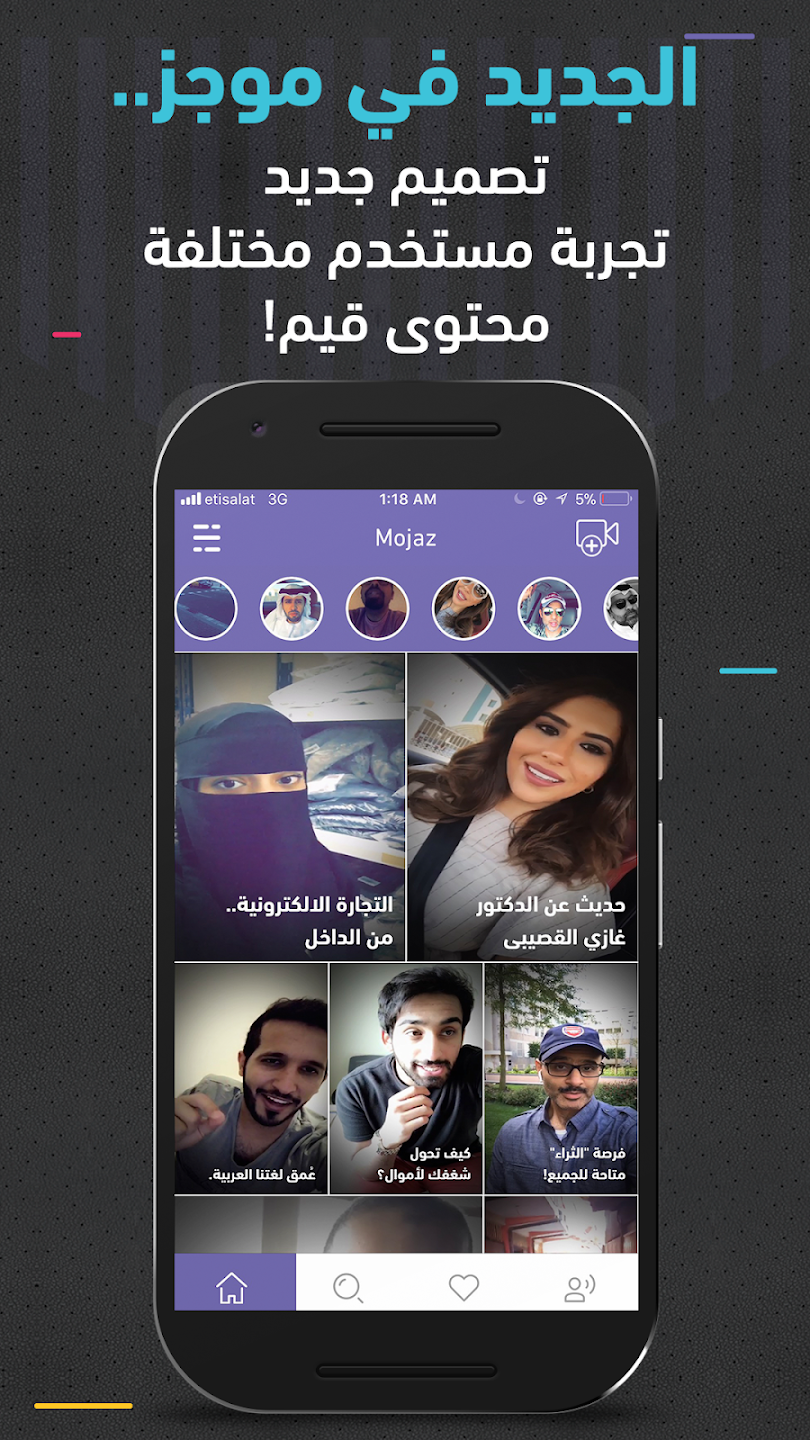 الجديد في موجز..
تصميم جديد
تجربة مستخدم مختلفة
محتوى قيم!
etisalat 3G 1:18 AM 5%
Mojaz
حديث عن الدكتور
غازي القصيبي
التجارة الالكترونية..
من الداخل
فرصة "الثراء"
متاحة للجميع!
كيف تحول
شغفك لأموال؟
عُمق لغتنا العربية.